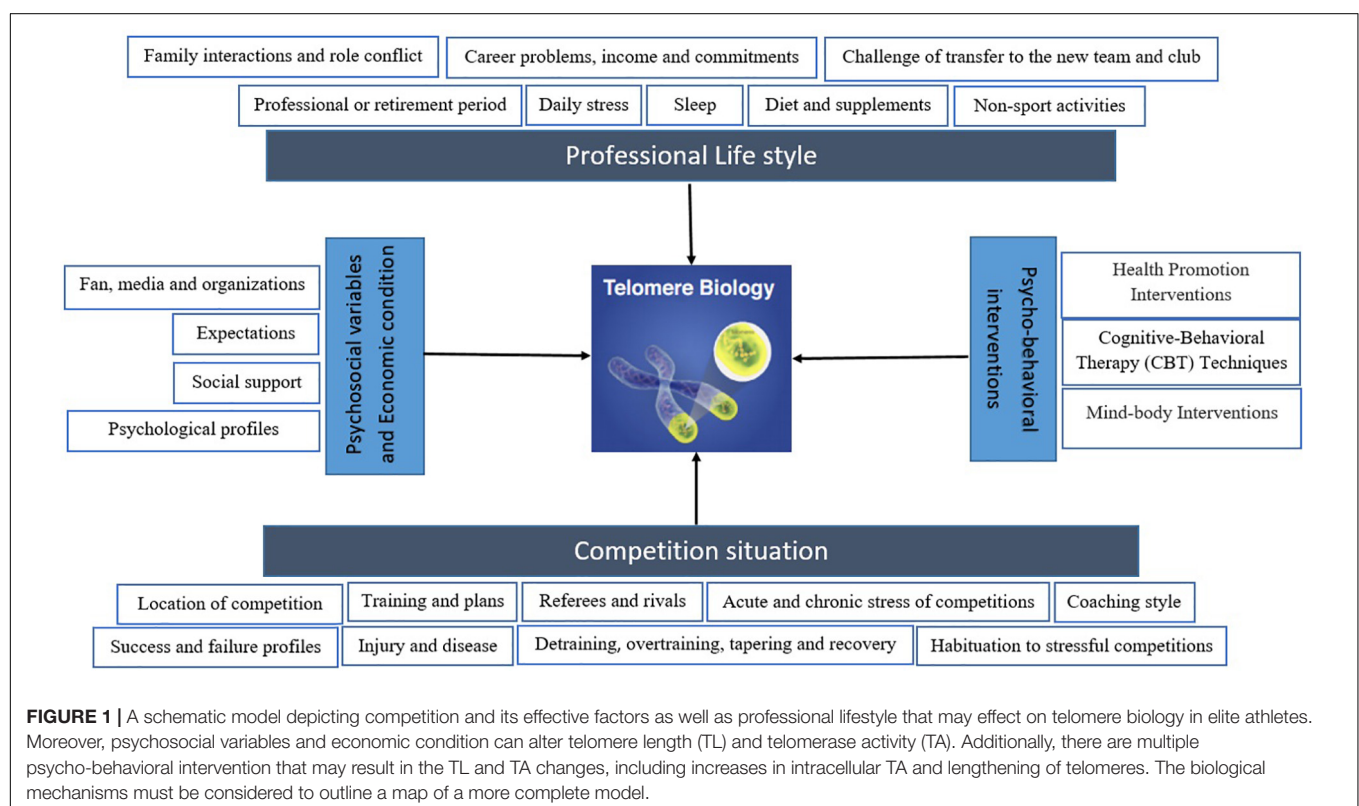 Family interactions and role conflict
Career problems, income and commitments
Challenge of transfer to the new team and club
Professional or retirement period
Daily stress
Sleep
Diet and supplements
Non-sport activities
Professional Life style
Fan, media and organizations
Expectations
Social support
Psychological profiles
Psychosocial variables
and Economic condition
Telomere Biology
Psycho-behavioral
interventions
Health Promotion
Interventions
Cognitive-Behavioral
Therapy (CBT) Techniques
Mind-body Interventions
Competition situation
Location of competition
Training and plans
Referees and rivals
Acute and chronic stress of competitions
Coaching style
Success and failure profiles
Injury and disease
Detraining, overtraining, tapering and recovery
Habituation to stressful competitions
FIGURE 1 | A schematic model depicting competition and its effective factors as well as professional lifestyle that may effect on telomere biology in elite athletes.
Moreover, psychosocial variables and economic condition can alter telomere length (TL) and telomerase activity (TA). Additionally, there are multiple
psycho-behavioral intervention that may result in the TL and TA changes, including increases in intracellular TA and lengthening of telomeres. The biological
mechanisms must be considered to outline a map of a more complete model.